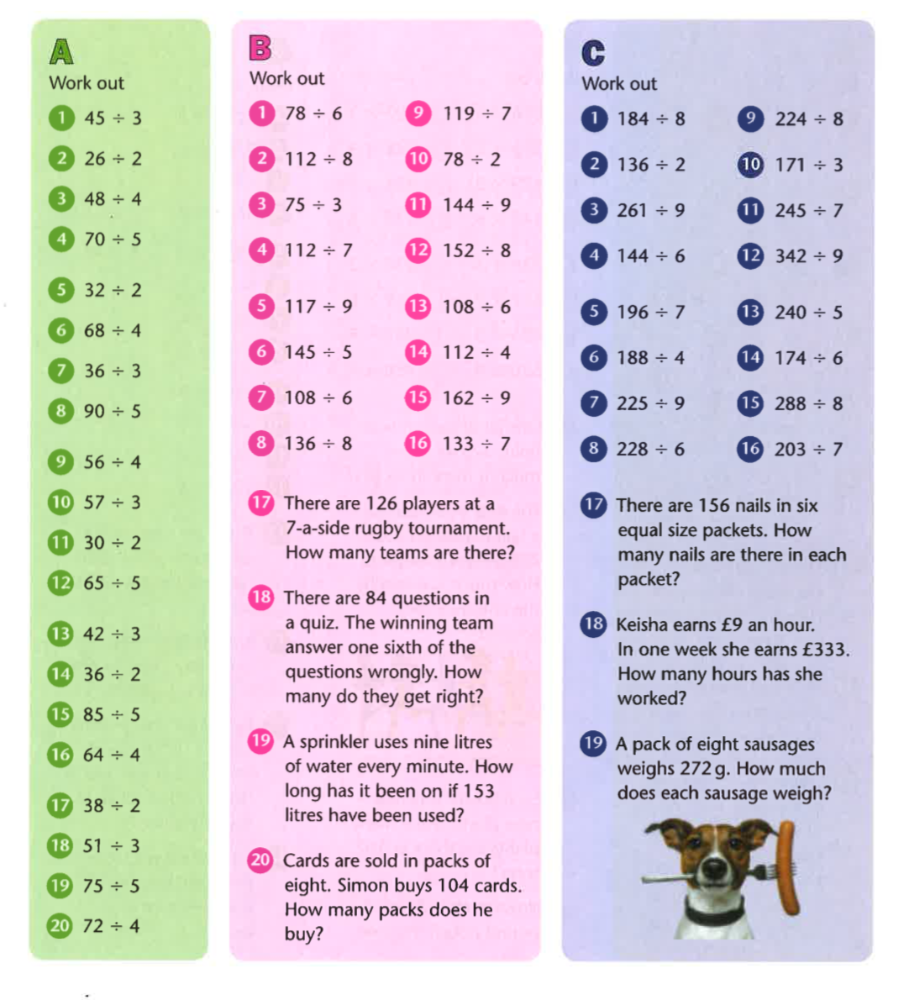 A
Work out
1 45 ÷ 3
2 26 ÷ 2
3 48 ÷ 4
4 70 ÷ 5
5 32 ÷ 2
6 68 ÷ 4
7 36 ÷ 3
8 90 ÷ 5
9 56 ÷ 4
10 57 ÷ 3
11 30 ÷ 2
12 65 ÷ 5
13 42 ÷ 3
14 36 ÷ 2
15 85 ÷ 5
16 64 ÷ 4
17 38 ÷ 2
18 51 ÷ 3
19 75 ÷ 5
20 72 ÷ 4
B
Work out
1 78 ÷ 6
2 112 ÷ 8
3 75 ÷ 3
4 112 ÷ 7
5 117 ÷ 9
6 145 ÷ 5
7 108 ÷ 6
8 136 ÷ 8
9 119 ÷ 7
10 78 ÷ 2
11 144 ÷ 9
12 152 ÷ 8
13 108 ÷ 6
14 112 ÷ 4
15 162 ÷ 9
16 133 ÷ 7
17 There are 126 players at a
7-a-side rugby tournament.
How many teams are there?
18 There are 84 questions in
a quiz. The winning team
answer one sixth of the
questions wrongly. How
many do they get right?
19 A sprinkler uses nine litres
of water every minute. How
long has it been on if 153
litres have been used?
20 Cards are sold in packs of
eight. Simon buys 104 cards.
How many packs does he
buy?
C
Work out
1 184 ÷ 8
2 136 ÷ 2
3 261 ÷ 9
4 144 ÷ 6
5 196 ÷ 7
6 188 ÷ 4
7 225 ÷ 9
8 228 ÷ 6
9 224 ÷ 8
10 171 ÷ 3
11 245 ÷ 7
12 342 ÷ 9
13 240 ÷ 5
14 174 ÷ 6
15 288 ÷ 8
16 203 ÷ 7
17 There are 156 nails in six
equal size packets. How
many nails are there in each
packet?
18 Keisha earns £9 an hour.
In one week she earns £333.
How many hours has she
worked?
19 A pack of eight sausages
weighs 272 g. How much
does each sausage weigh?